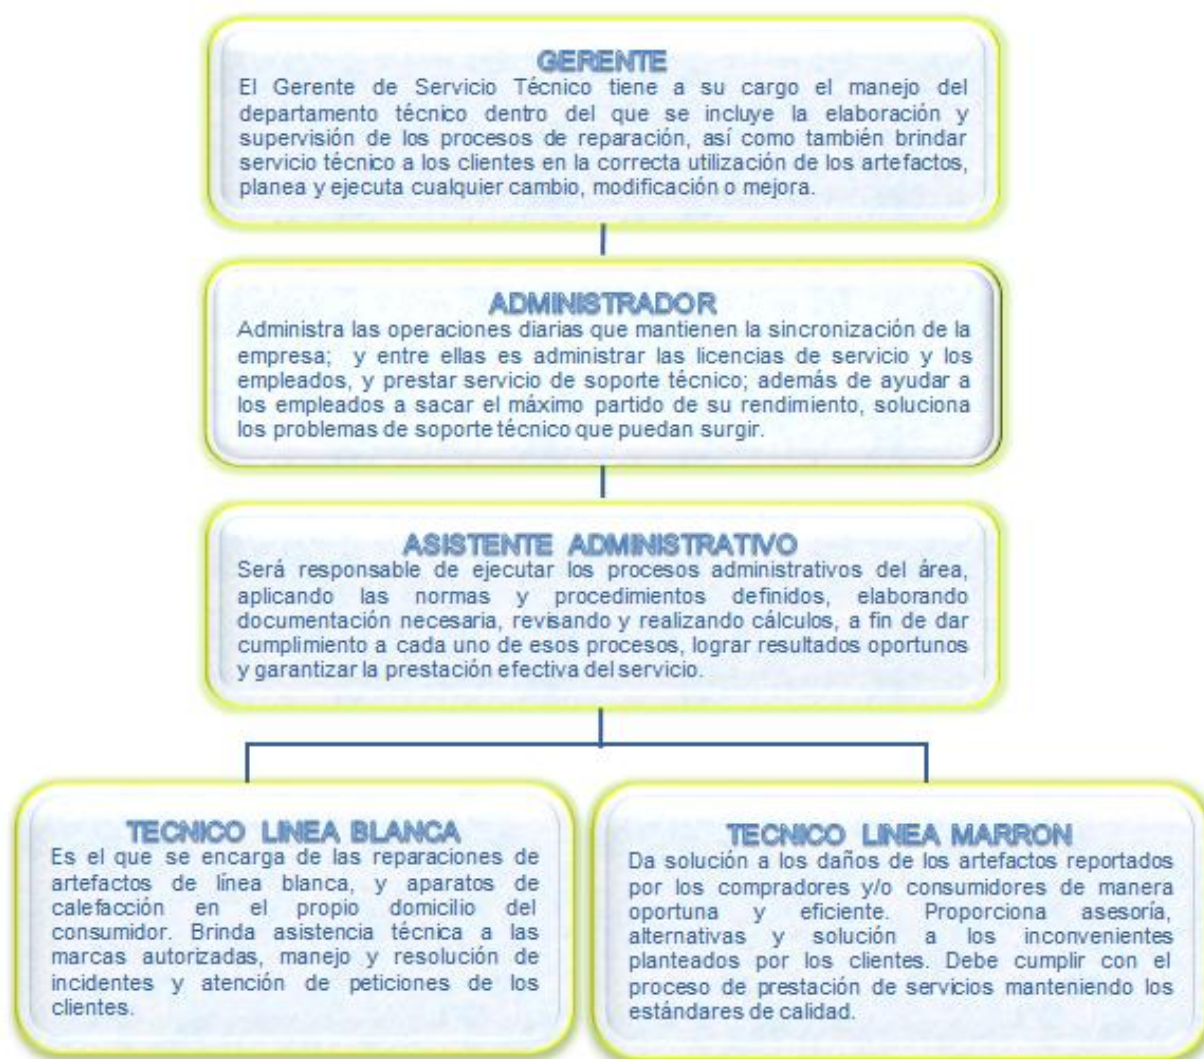 GERENTE
El Gerente de Servicio Técnico tiene a su cargo el manejo del
departamento técnico dentro del que se incluye la elaboración y
supervisión de los procesos de reparación, así como también brindar
servicio técnico a los clientes en la correcta utilización de los artefactos,
planea y ejecuta cualquier cambio, modificación o mejora.
ADMINISTRADOR
Administra las operaciones diarias que mantienen la sincronización de la
empresa; y entre ellas es administrar las licencias de servicio y los
empleados, y prestar servicio de soporte técnico; además de ayudar a
los empleados a sacar el máximo partido de su rendimiento, soluciona
los problemas de soporte técnico que puedan surgir.
ASISTENTE ADMINISTRATIVO
Será responsable de ejecutar los procesos administrativos del área,
aplicando las normas y procedimientos definidos, elaborando
documentación necesaria, revisando y realizando cálculos, a fin de dar
cumplimiento a cada uno de esos procesos, lograr resultados oportunos
y garantizar la prestación efectiva del servicio.
TECNICO LINEA BLANCA
Es el que se encarga de las reparaciones de
artefactos de línea blanca, y aparatos de
calefacción en el propio domicilio del
consumidor. Brinda asistencia técnica a las
marcas autorizadas, manejo y resolución de
incidentes y atención de peticiones de los
clientes.
TECNICO LINEA MARRON
Da solución a los daños de los artefactos reportados
por los compradores y/o consumidores de manera
oportuna y eficiente. Proporciona asesoría,
alternativas y solución a los inconvenientes
planteados por los clientes. Debe cumplir con el
proceso de prestación de servicios manteniendo los
estándares de calidad.